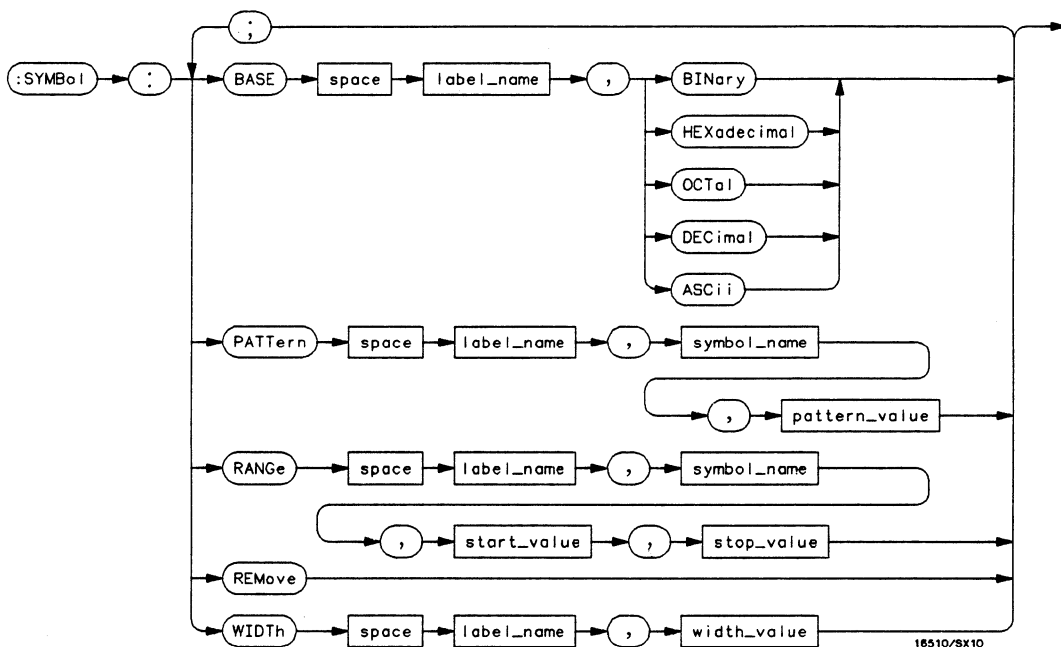 ;
:SYMBol : BASE space label_name , BINary
HEXadecimal
OCTal
DECimal
ASCii
PATTern space label_name , symbol_name
, pattern_value
RANGe space label_name , symbol_name
, start_value , stop_value
REMove
WIDTh space label_name , width_value
16510/SX10